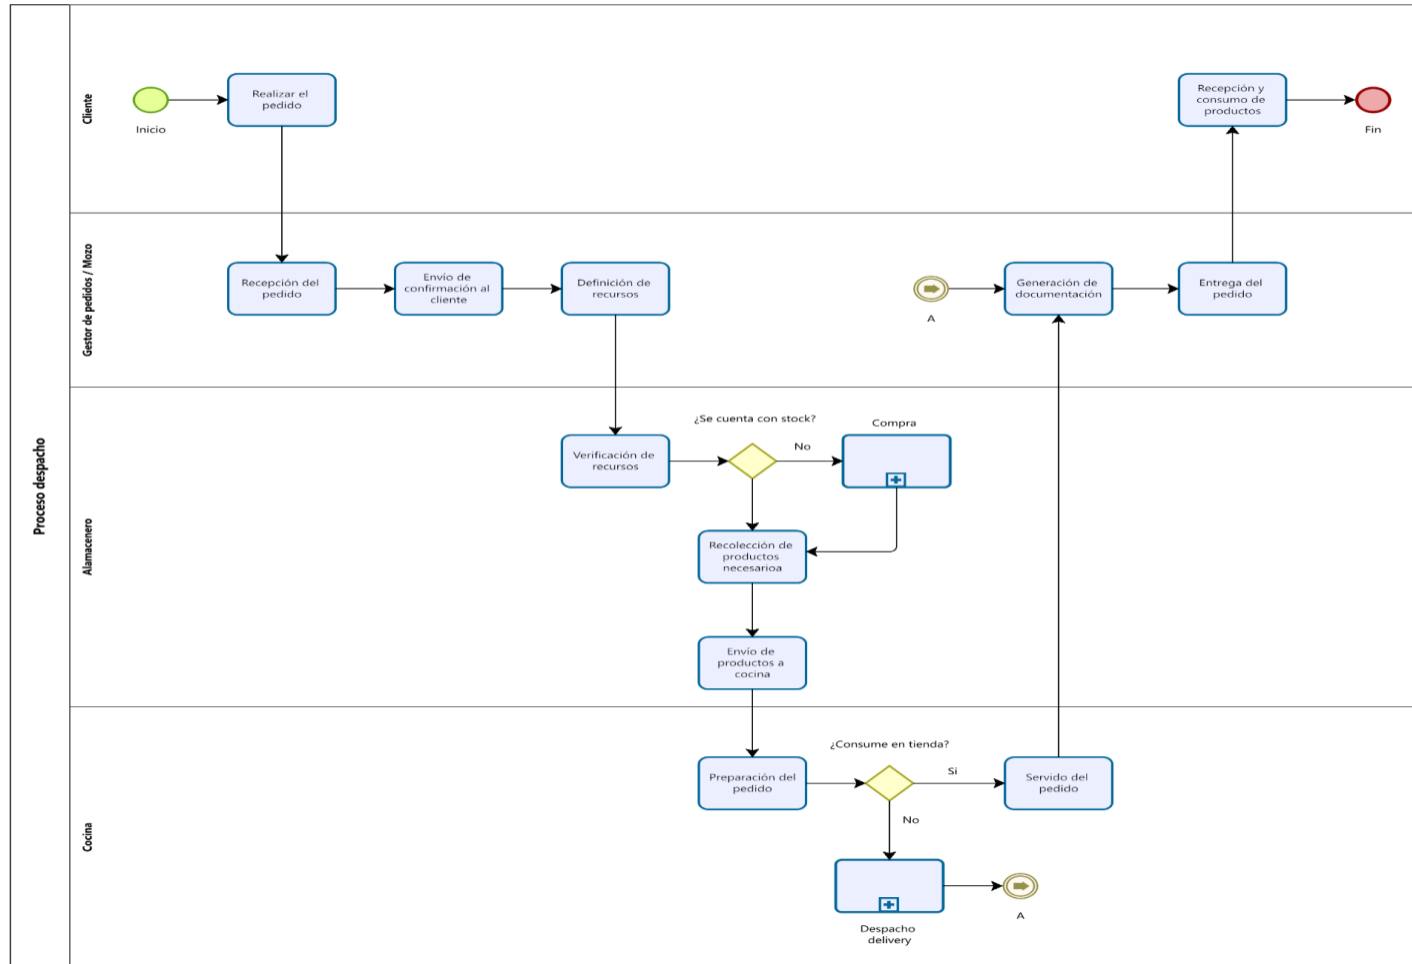 Proceso despacho
Cliente
Inicio
Realizar el
pedido
Recepción y
consumo de
productos
Fin
Gestor de pedidos / Mozo
Recepción del
pedido
Envío de
confirmación al
cliente
Definición de
recursos
A
Generación de
documentación
Entrega del
pedido
Alamacenero
Verificación de
recursos
¿Se cuenta con stock?
No
Compra
Recolección de
productos
necesarioa
Envío de
productos a
cocina
Cocina
Preparación del
pedido
¿Consume en tienda?
Si
Servido del
pedido
No
Despacho
delivery
A